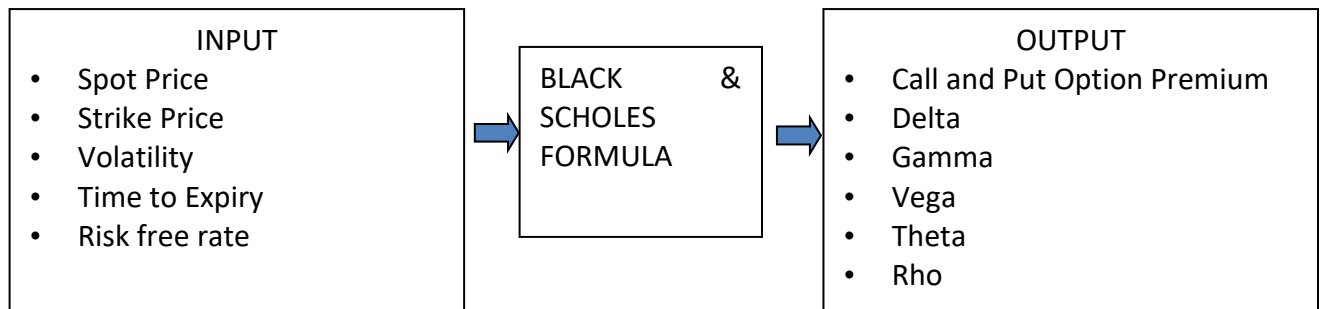 INPUT
• Spot Price
• Strike Price
• Volatility
• Time to Expiry
• Risk free rate
BLACK &
SCHOLES
FORMULA
OUTPUT
• Call and Put Option Premium
• Delta
• Gamma
• Vega
• Theta
• Rho